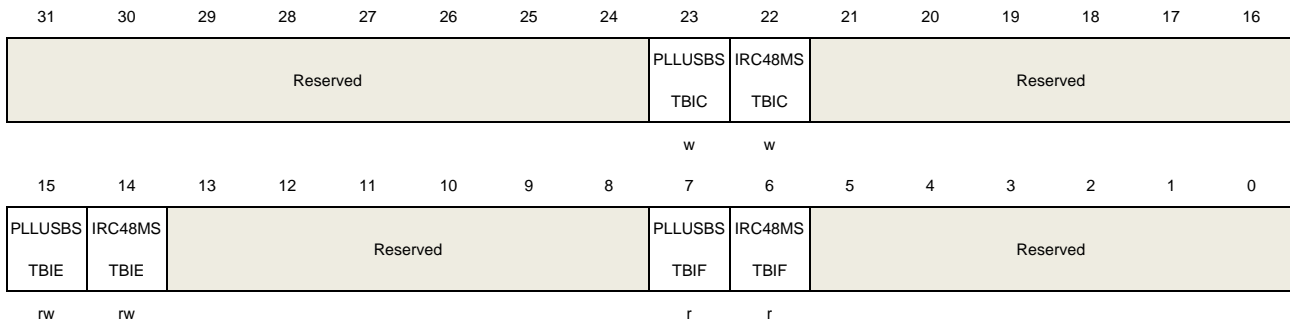 31 30 29 28 27 26 25 24 23 22 21 20 19 18 17 16
Reserved PLLUSBS TBIC IRC48MS TBIC Reserved
w w
15 14 13 12 11 10 9 8 7 6 5 4 3 2 1 0
PLLUSBS TBIE IRC48MS TBIE Reserved PLLUSBS TBIF IRC48MS TBIF Reserved
rw rw r r